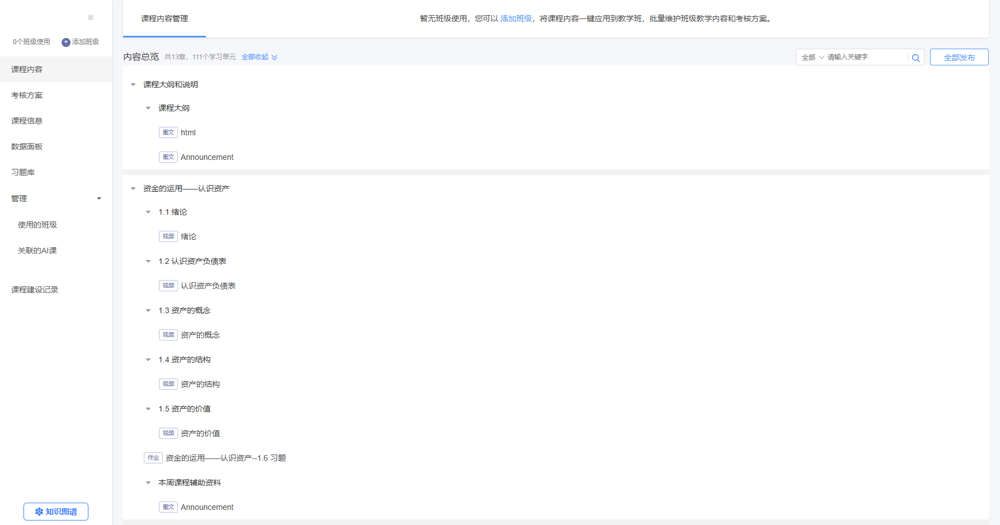 0个班级使用
添加班级
课程内容
考核方案
课程信息
数据面板
习题库
管理
使用的班级
关联的AI课
课程建设记录
知识图谱
课程内容管理
暂无班级使用，您可以 添加班级，将课程内容一键应用到教学班，批量维护班级教学内容和考核方案。
内容总览 共13章，111个学习单元 全部收起
全部 请输入关键字
全部发布
课程大纲和说明
课程大纲
图文 html
图文 Announcement
资金的运用——认识资产
1.1 绪论
视频 绪论
1.2 认识资产负债表
视频 认识资产负债表
1.3 资产的概念
视频 资产的概念
1.4 资产的结构
视频 资产的结构
1.5 资产的价值
视频 资产的价值
作业 资金的运用——认识资产--1.6 习题
本周课程辅助资料
图文 Announcement